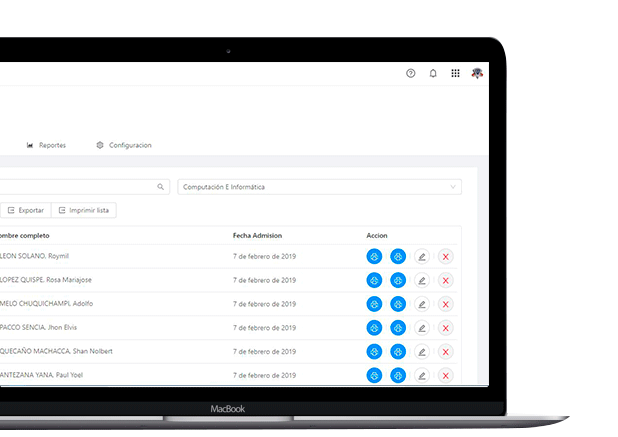 Reportes Configuracion
Computación E Informática
Exportar Imprimir lista
ombre completo Fecha Admision Accion
LEON SOLANO, Roymill 7 de febrero de 2019
LOPEZ QUISPE, Rosa Mariajose 7 de febrero de 2019
MELO CHUQUICHAMPI, Adolfo 7 de febrero de 2019
PACCO SENCIA, Jhon Elvis 7 de febrero de 2019
QUECAÑO MACHACCA, Shan Nolbert 7 de febrero de 2019
ANTEZANA YANA, Paul Yoel 7 de febrero de 2019
MacBook